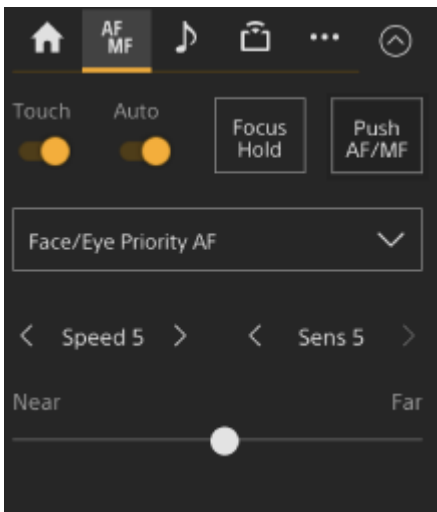 AF
MF
Touch
Auto
Focus
Hold
Push
AF/MF
Face/Eye Priority AF
Speed 5
Sens 5
Near
Far